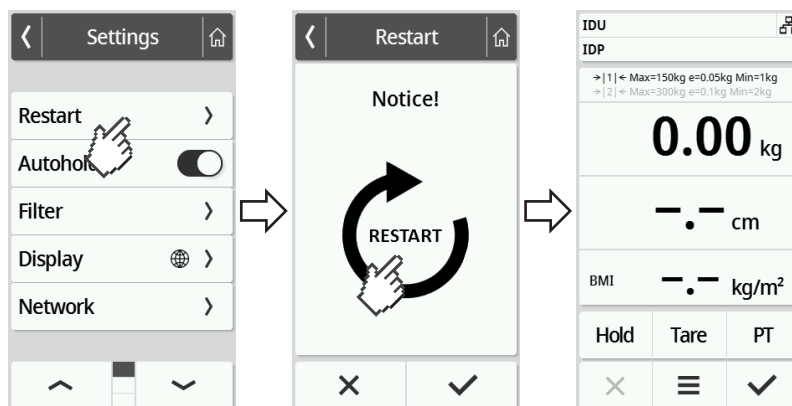 Settings
Restart
Autohol
Filter
Display
Network
Restart
Notice!
RESTART
IDU
IDP
→|1|← Max=150kg e=0.05kg Min=1kg
→|2|← Max=300kg e=0.1kg Min=2kg
0.00 kg
–.– cm
BMI –.– kg/m²
Hold Tare PT